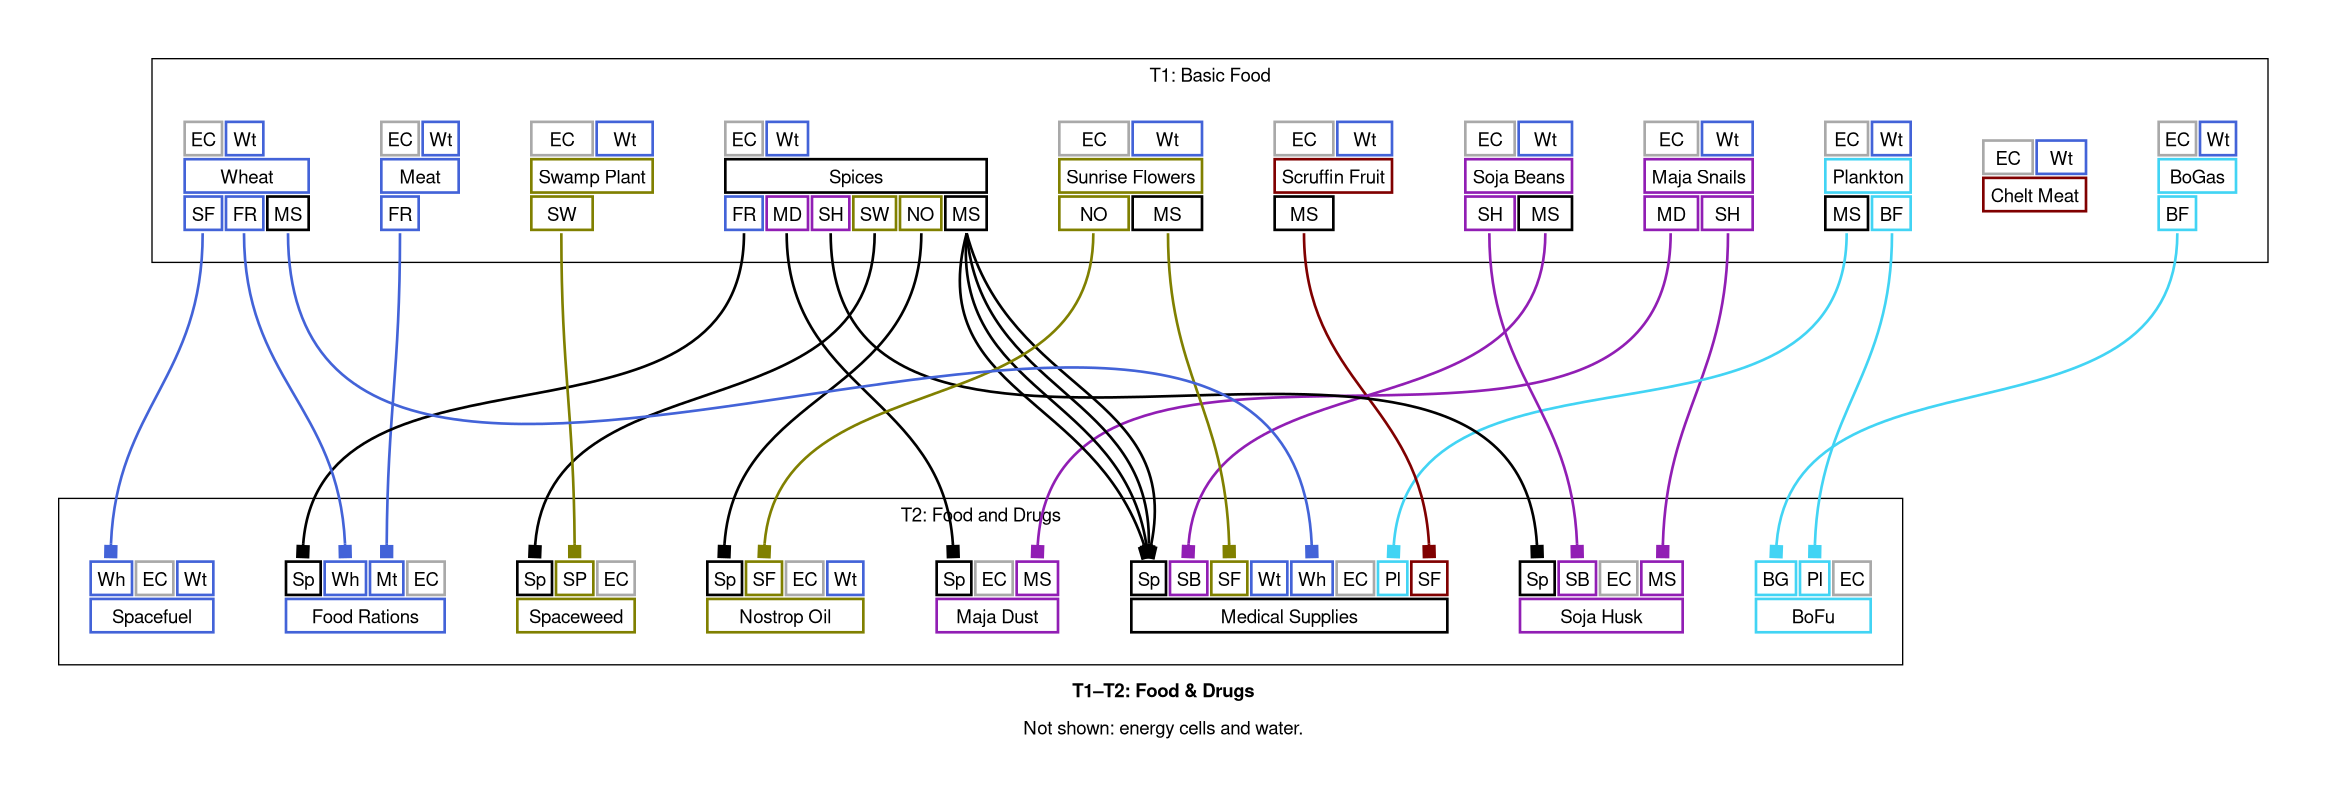 T1: Basic Food
EC Wt EC Wt EC Wt EC Wt EC Wt EC Wt EC Wt EC Wt EC Wt EC Wt EC Wt
Wheat Meat Swamp Plant Spices Sunrise Flowers Scruffin Fruit Soja Beans Maja Snails Plankton Chelt Meat BoGas
SF FR MS FR SW FR MD SH SW NO MS NO MS MS SH MS MD SH MS BF BF
T2: Food and Drugs
Wh EC Wt Sp Wh Mt EC Sp SP EC Sp SF EC Wt Sp EC MS Sp SB SF Wt Wh EC Pl SF Sp SB EC MS BG Pl EC
Spacefuel Food Rations Spaceweed Nostrop Oil Maja Dust Medical Supplies Soja Husk BoFu
T1–T2: Food & Drugs
Not shown: energy cells and water.